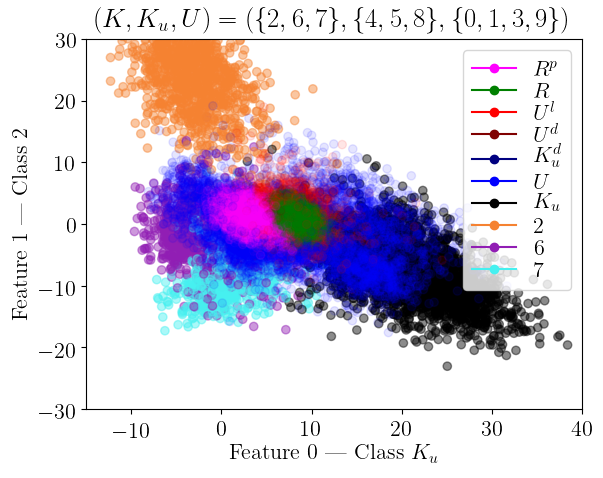 (K, K_u, U) = ({2, 6, 7}, {4, 5, 8}, {0, 1, 3, 9})
30
20
10
0
−10
−20
−30
Feature 1 — Class 2
R^p
R
U^l
U^d
K_u^d
U
K_u
2
6
7
−10
0
10
20
30
40
Feature 0 — Class K_u